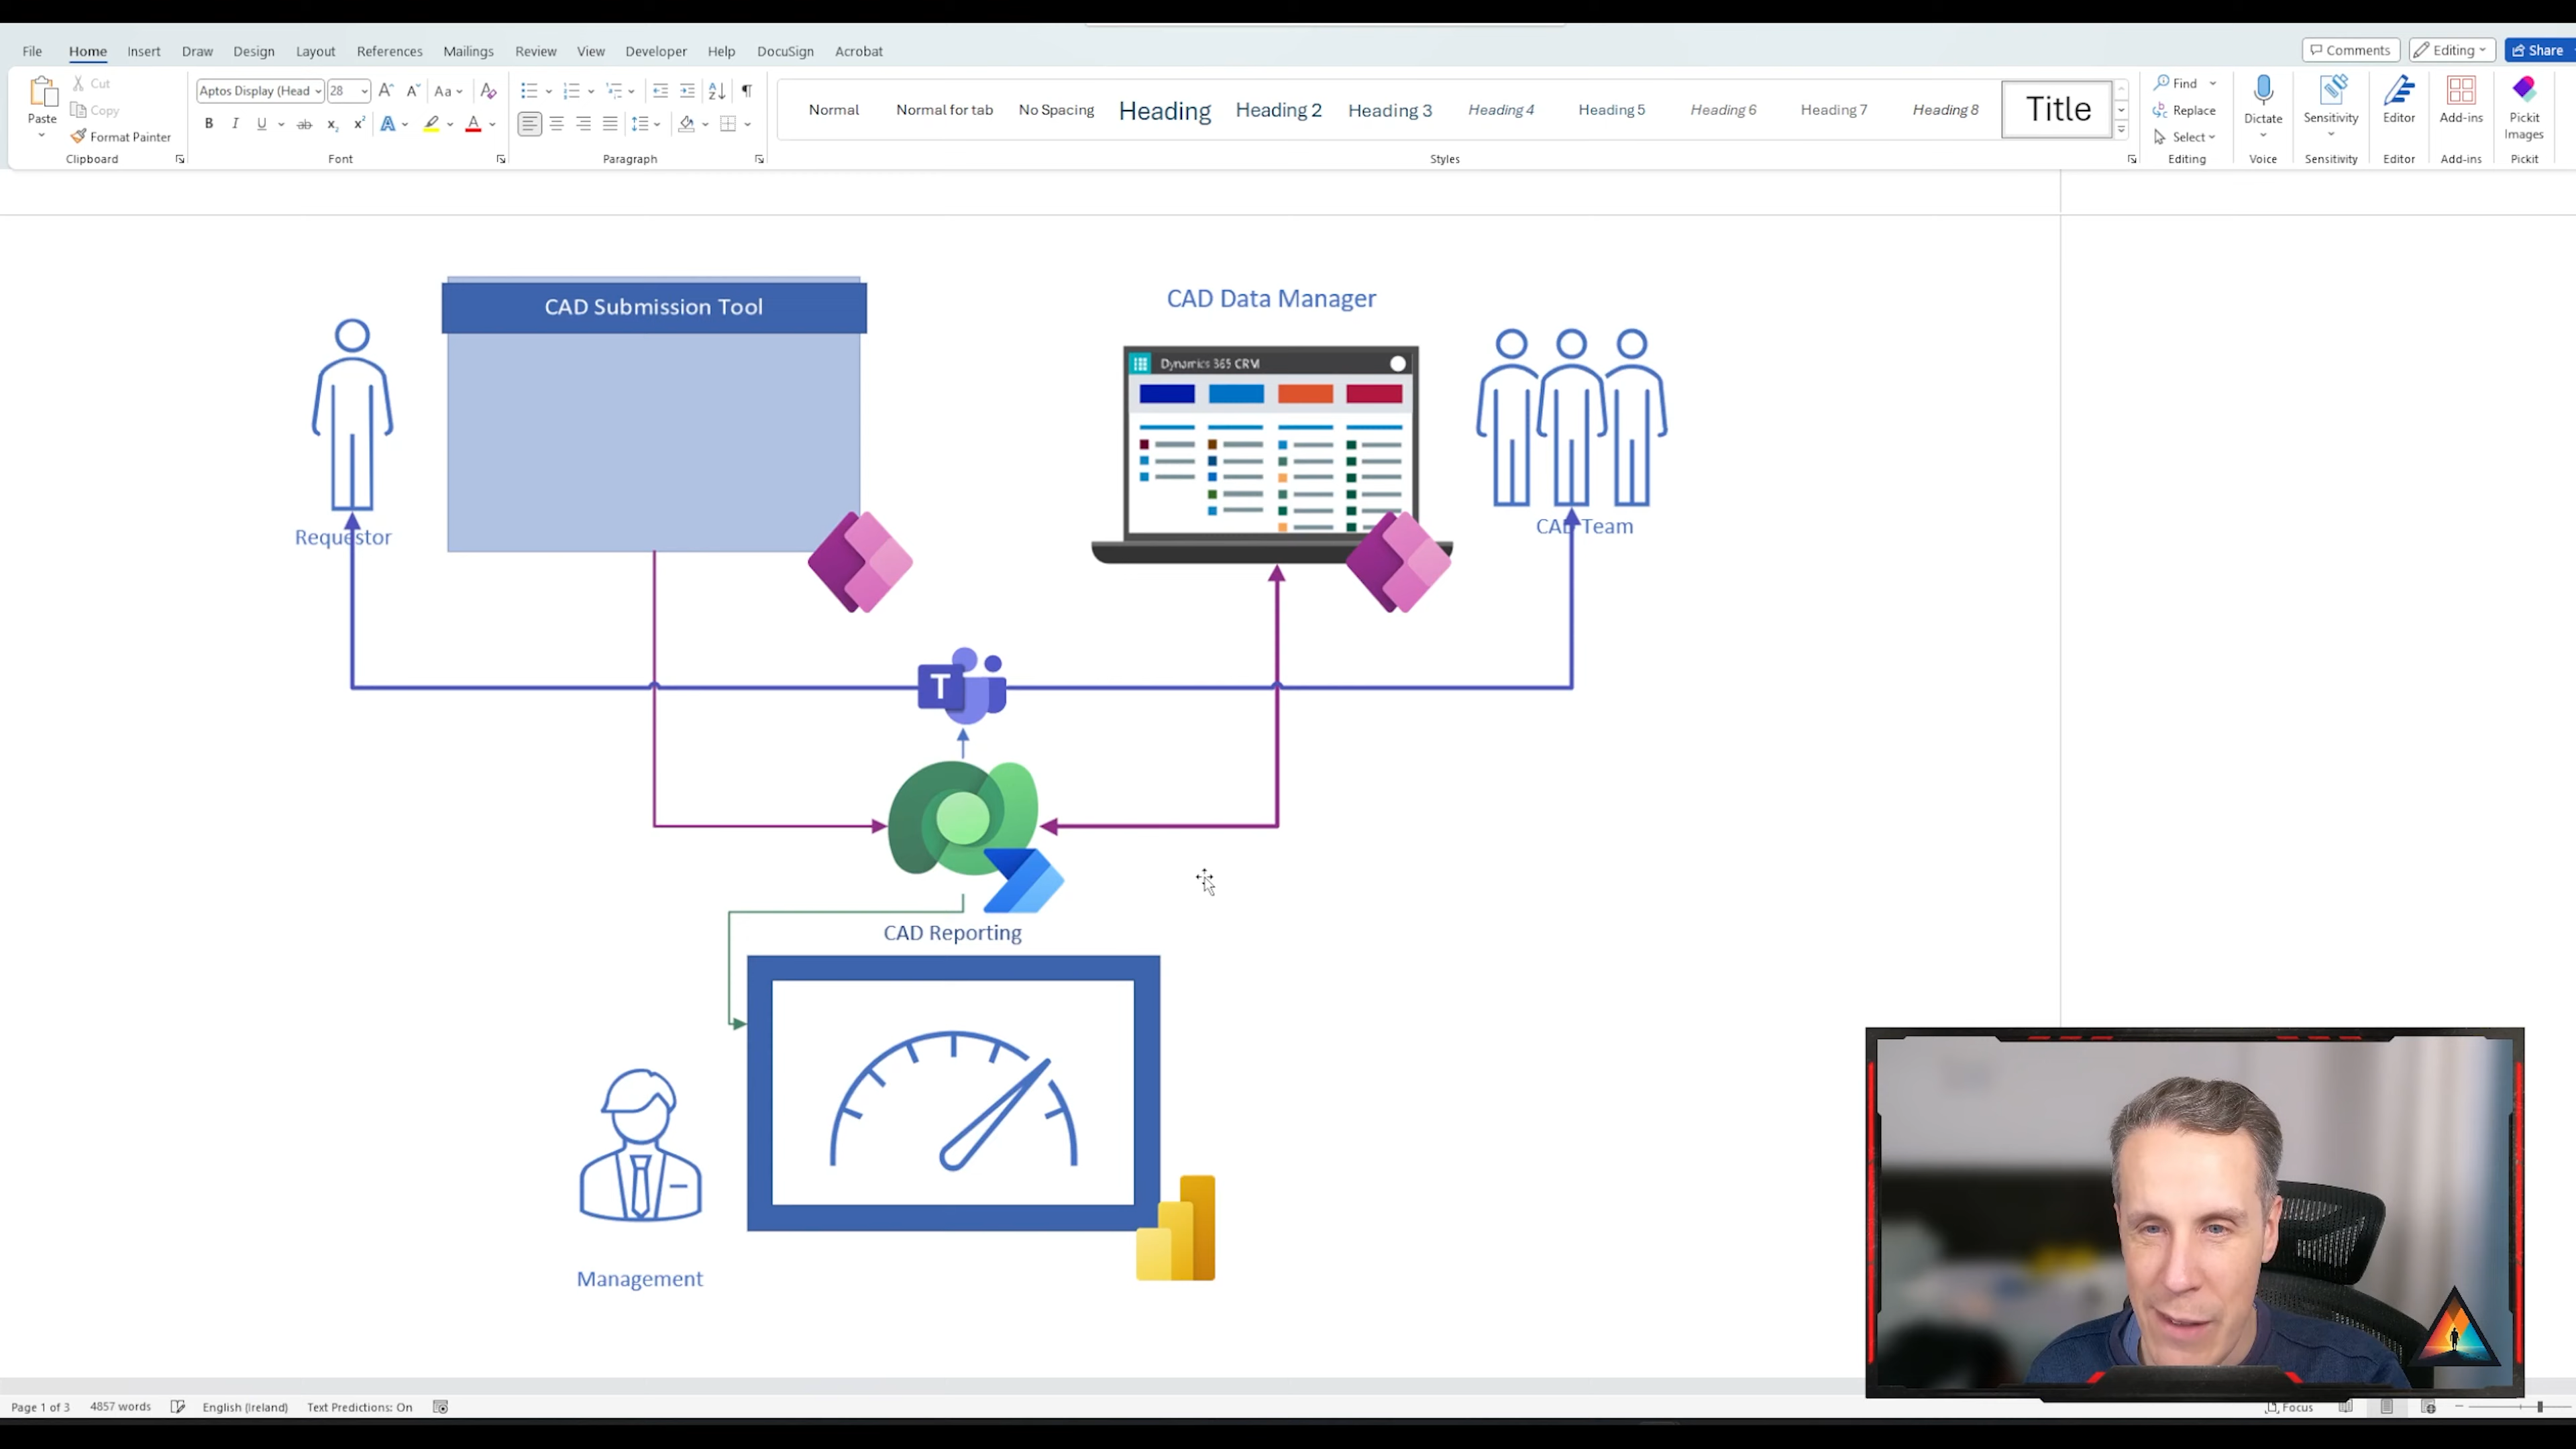 File Home Insert Draw Design Layout References Mailings Review View Developer Help DocuSign Acrobat
Comments Editing Share
Paste
Cut
Copy
Format Painter
Clipboard
Aptos Display (Head 28
Aa
B I U ab x₂ x² A A
Font
Paragraph
Normal Normal for tab No Spacing Heading Heading 2 Heading 3 Heading 4 Heading 5 Heading 6 Heading 7 Heading 8 Title
Styles
Find
Replace
Select
Editing
Dictate
Voice
Sensitivity
Sensitivity
Editor
Editor
Add-ins
Add-ins
Pickit
Images
Pickit
CAD Submission Tool
CAD Data Manager
Dynamics 365 CRM
Requestor
CAD Team
T
CAD Reporting
Management
Page 1 of 3 4857 words English (Ireland) Text Predictions: On
Focus